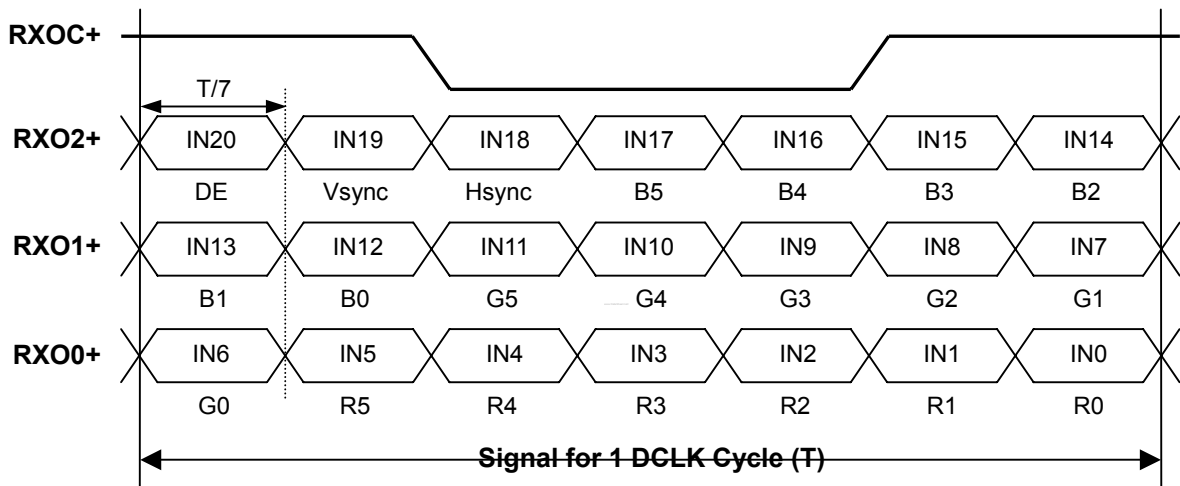 RXOC+
T/7
RXO2+ IN20 IN19 IN18 IN17 IN16 IN15 IN14
DE Vsync Hsync B5 B4 B3 B2
RXO1+ IN13 IN12 IN11 IN10 IN9 IN8 IN7
B1 B0 G5 G4 G3 G2 G1
RXO0+ IN6 IN5 IN4 IN3 IN2 IN1 IN0
G0 R5 R4 R3 R2 R1 R0
Signal for 1 DCLK Cycle (T)